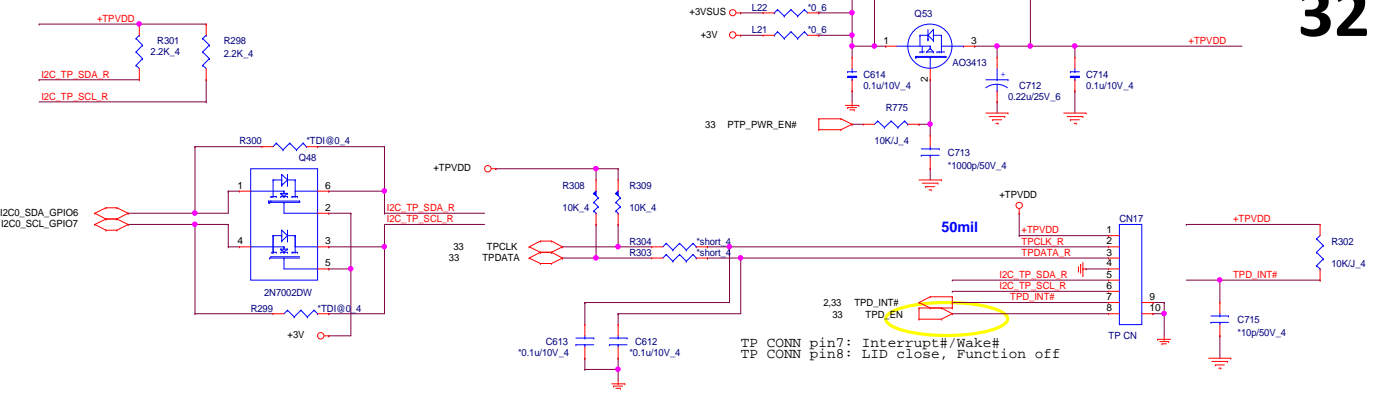 32
+3VSUS
L22
*0_6
+3V
L21
*0_6
Q53
1
3
2
AO3413
+TPVDD
C614
0.1u/10V_4
C712
0.22u/25V_6
C714
0.1u/10V_4
33 PTP_PWR_EN#
R775
10K/J_4
C713
*1000p/50V_4
+TPVDD
R301
2.2K_4
R298
2.2K_4
I2C_TP_SDA_R
I2C_TP_SCL_R
R300
*TDI@0_4
Q48
1
6
2
4
3
5
2N7002DW
I2C0_SDA_GPIO6
I2C0_SCL_GPIO7
I2C_TP_SDA_R
I2C_TP_SCL_R
R299
*TDI@0_4
+3V
+TPVDD
R308
10K_4
R309
10K_4
33 TPCLK
33 TPDATA
R304
*short_4
R303
*short_4
C613
*0.1u/10V_4
C612
*0.1u/10V_4
50mil
+TPVDD
CN17
+TPVDD 1
TPCLK_R 2
TPDATA_R 3
4
I2C_TP_SDA_R 5
I2C_TP_SCL_R 6
TPD_INT# 7
8
9
10
TP CN
2,33 TPD_INT#
33 TPD_EN
TP CONN pin7: Interrupt#/Wake#
TP CONN pin8: LID close, Function off
+TPVDD
R302
10K/J_4
TPD_INT#
C715
*10p/50V_4